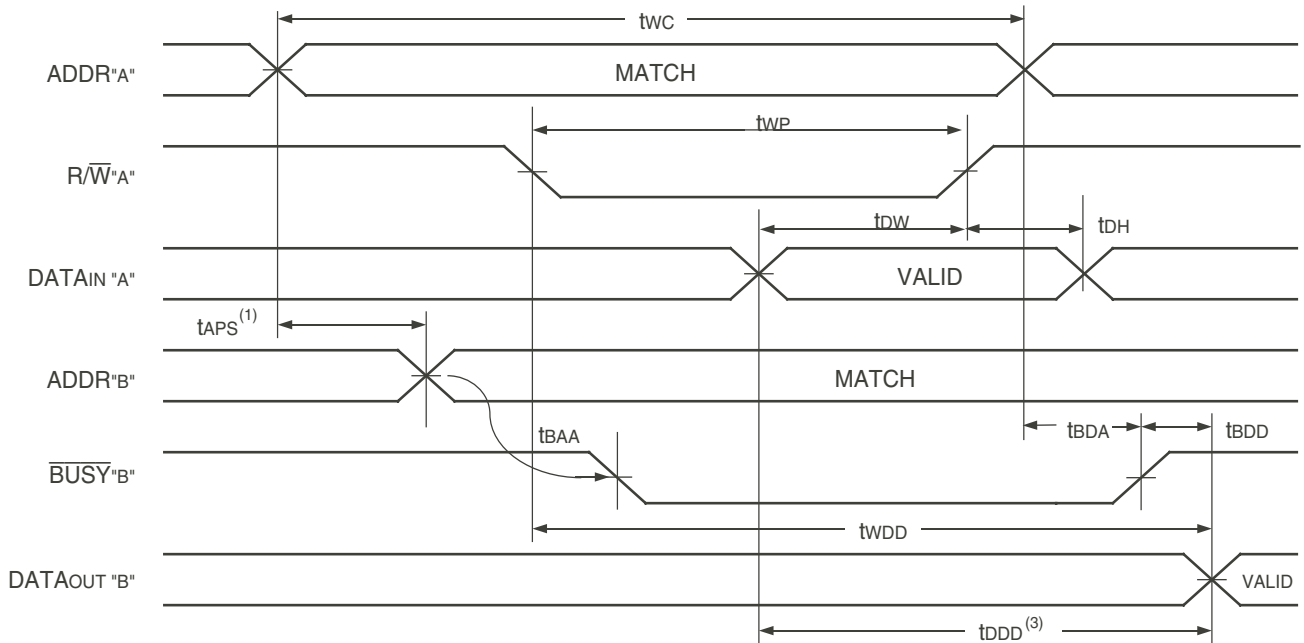 tWC
ADDR"A"
MATCH
tWP
R/W̅"A"
tDW
tDH
DATAIN "A"
VALID
tAPS(1)
ADDR"B"
MATCH
tBAA
tBDA
tBDD
B̅U̅S̅Y̅"B"
tWDD
DATAOUT "B"
VALID
tDDD(3)